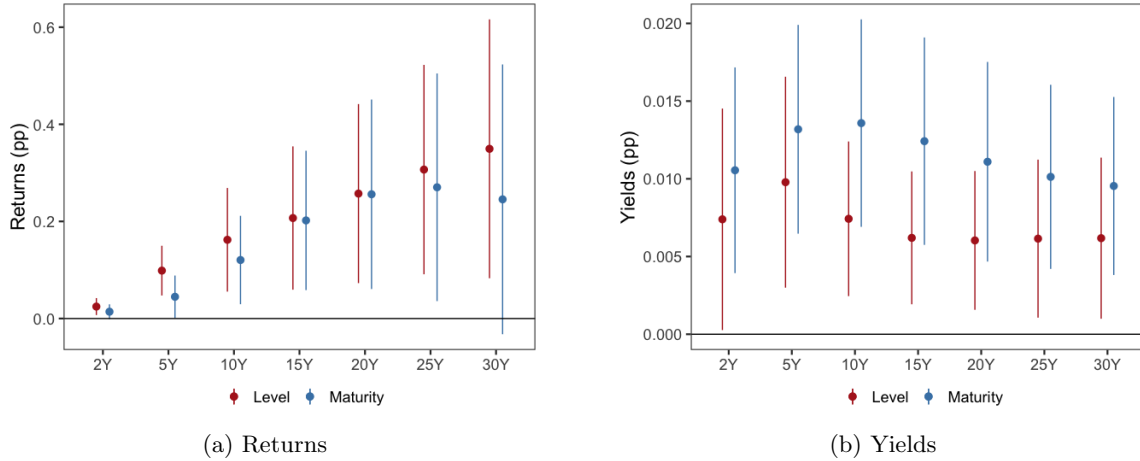 Returns (pp)
0.6
0.4
0.2
0.0
2Y 5Y 10Y 15Y 20Y 25Y 30Y
Level Maturity
(a) Returns
Yields (pp)
0.020
0.015
0.010
0.005
0.000
2Y 5Y 10Y 15Y 20Y 25Y 30Y
Level Maturity
(b) Yields